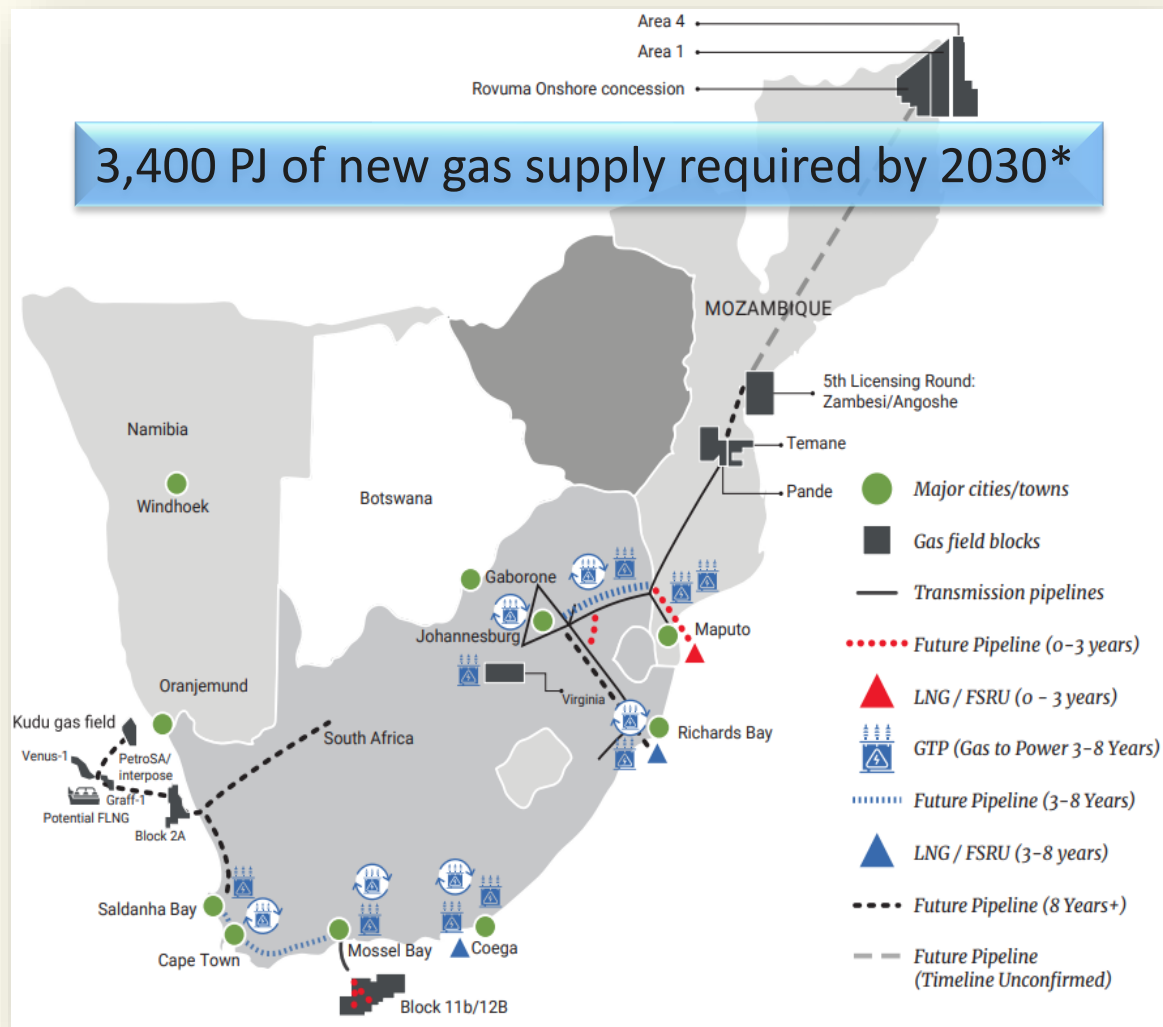 Area 4
Area 1
Rovuma Onshore concession
3,400 PJ of new gas supply required by 2030*
MOZAMBIQUE
5th Licensing Round:
Zambesi/Angoshe
Namibia
Temane
Windhoek
Botswana
Pande
Major cities/towns
Gas field blocks
Gaborone
Transmission pipelines
Johannesburg
Maputo
Future Pipeline (0-3 years)
Oranjemund
Virginia
LNG / FSRU (0 - 3 years)
Kudu gas field
South Africa
Richards Bay
Venus-1
PetroSA/
interpose
GTP (Gas to Power 3-8 Years)
Graff-1
Potential FLNG
Block 2A
Future Pipeline (3-8 Years)
LNG / FSRU (3-8 years)
Saldanha Bay
Future Pipeline (8 Years+)
Cape Town
Mossel Bay
Coega
Future Pipeline
(Timeline Unconfirmed)
Block 11b/12B